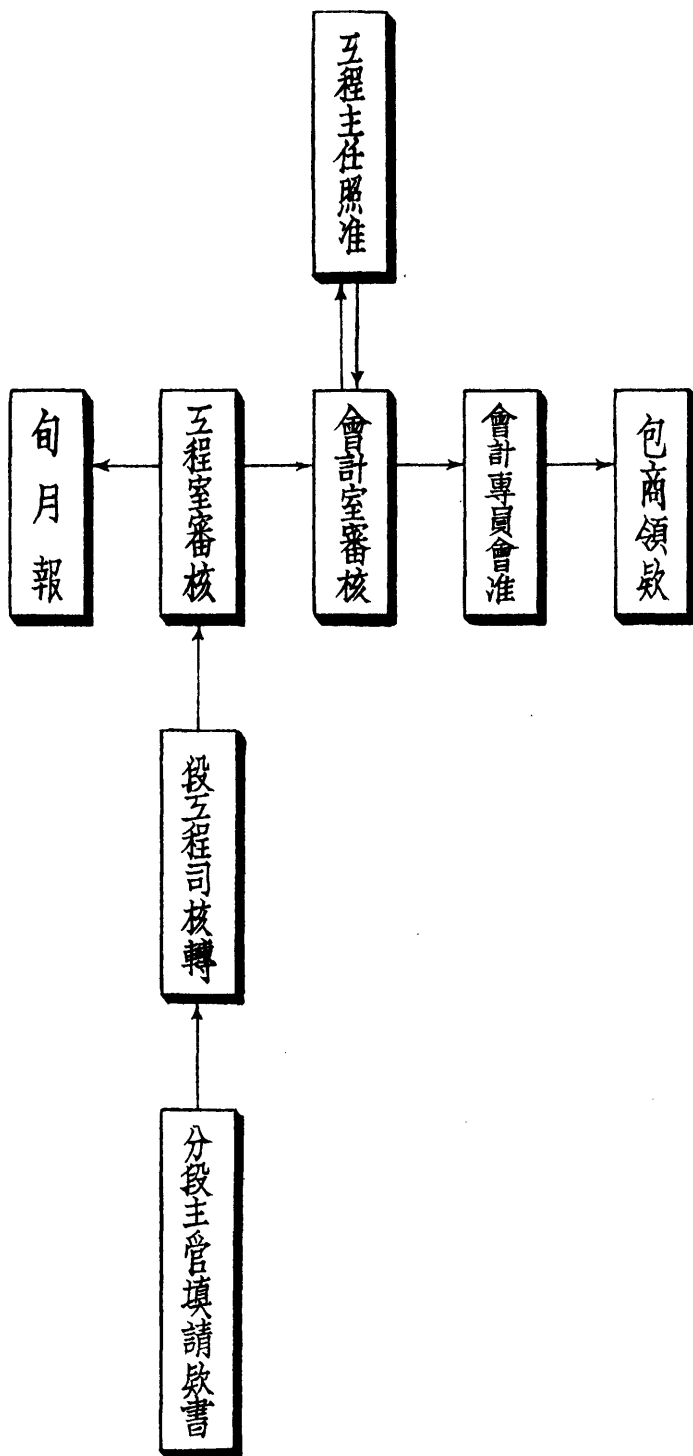 工程主任照准
旬月報
工程室審核
會計室審核
會計專員會准
包商領欵
段工程司核轉
分段主管填請欵書